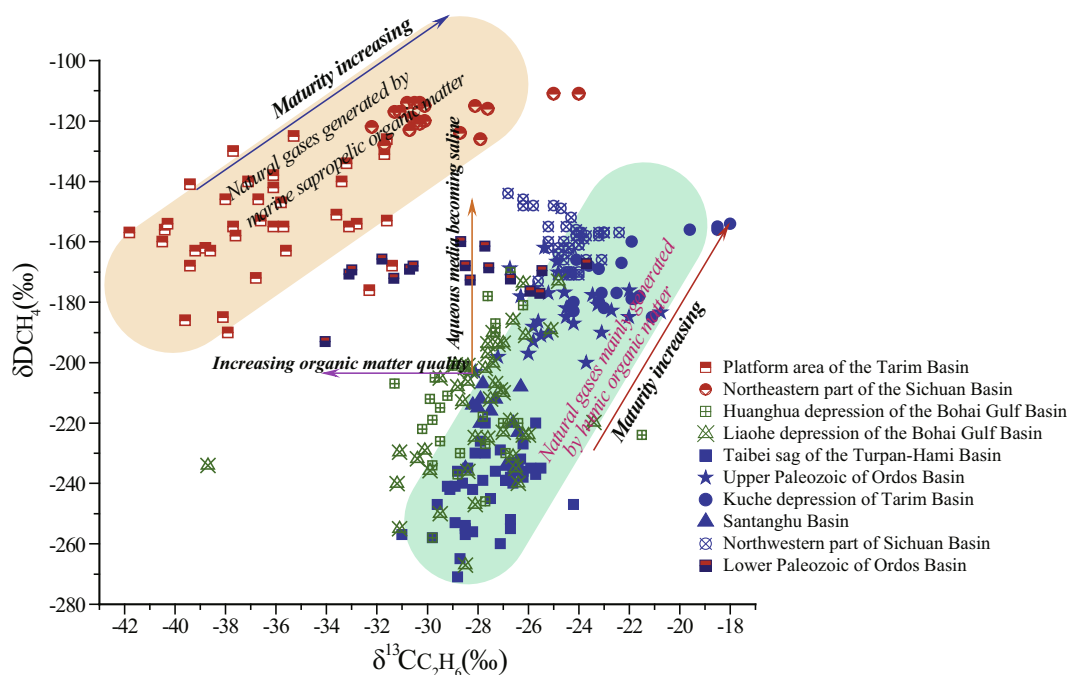 -100
-120
-140
-160
-180
-200
-220
-240
-260
-280
δDCH₄(‰)
-42 -40 -38 -36 -34 -32 -30 -28 -26 -24 -22 -20 -18
δ¹³CC₂H₆(‰)
Maturity increasing
Natural gases generated by
marine sapropelic organic matter
Aqueous media becoming saline
Increasing organic matter quality
Natural gases mainly generated
by humic organic matter
Maturity increasing
Platform area of the Tarim Basin
Northeastern part of the Sichuan Basin
Huanghua depression of the Bohai Gulf Basin
Liaohe depression of the Bohai Gulf Basin
Taibei sag of the Turpan-Hami Basin
Upper Paleozoic of Ordos Basin
Kuche depression of Tarim Basin
Santanghu Basin
Northwestern part of Sichuan Basin
Lower Paleozoic of Ordos Basin